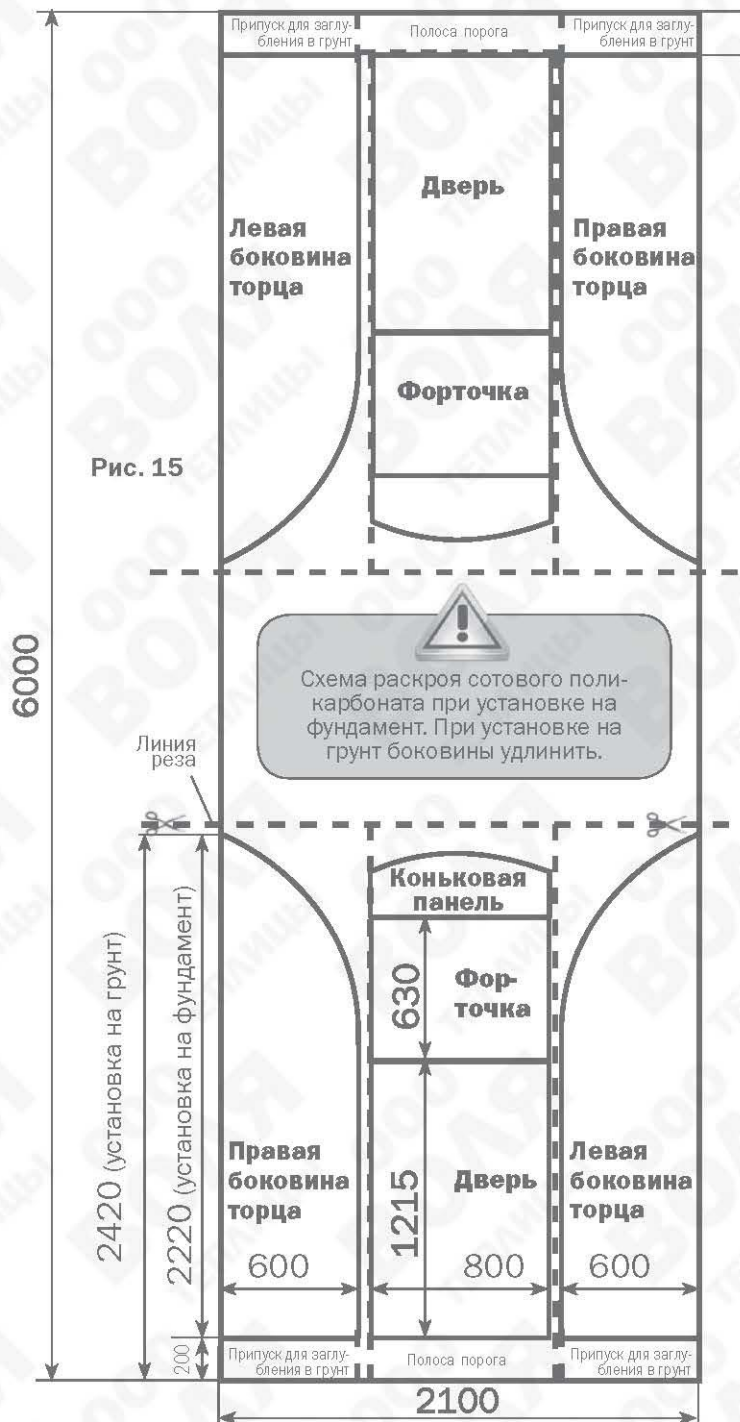 Припуск для заглу-
бления в грунт
Полоса порога
Припуск для заглу-
бления в грунт
Дверь
Левая
боковина
торца
Правая
боковина
торца
Форточка
Рис. 15
6000
Схема раскроя сотового поли-
карбоната при установке на
фундамент. При установке на
грунт боковины удлинить.
Линия
реза
Коньковая
панель
630
Фор-
точка
2420 (установка на грунт)
2220 (установка на фундамент)
Правая
боковина
торца
1215
Дверь
Левая
боковина
торца
600
800
600
200
Припуск для заглу-
бления в грунт
Полоса порога
Припуск для заглу-
бления в грунт
2100
ООО
ВОЛЯ
ТЕПЛИЦЫ